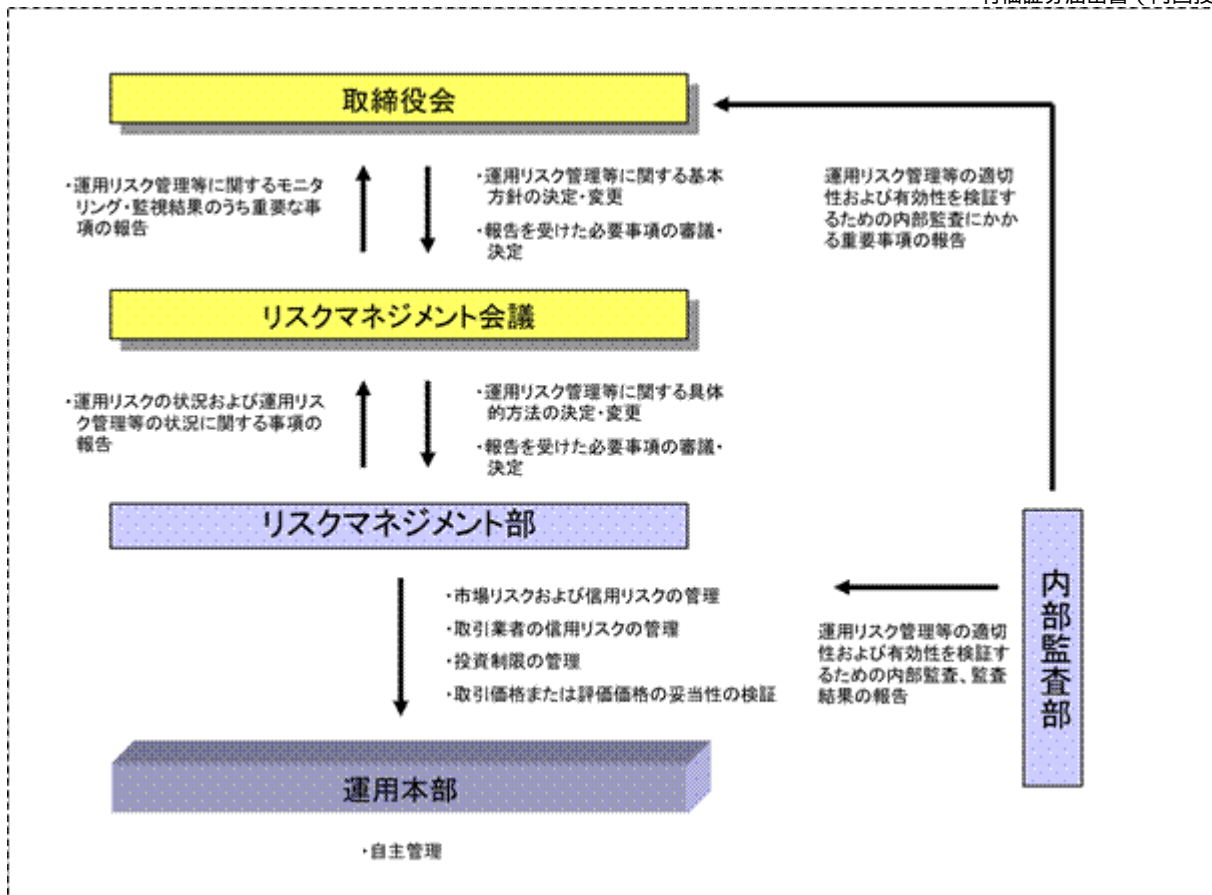 取締役会
・運用リスク管理等に関するモニタ
リング・監視結果のうち重要な事
項の報告
・運用リスク管理等に関する基本
方針の決定・変更
・報告を受けた必要事項の審議・
決定
運用リスク管理等の適切
性および有効性を検証す
るための内部監査にかか
る重要事項の報告
リスクマネジメント会議
・運用リスクの状況および運用リス
ク管理等の状況に関する事項の
報告
・運用リスク管理等に関する具体
的方法の決定・変更
・報告を受けた必要事項の審議・
決定
リスクマネジメント部
・市場リスクおよび信用リスクの管理
・取引業者の信用リスクの管理
・投資制限の管理
・取引価格または評価価格の妥当性の検証
運用リスク管理等の適切
性および有効性を検証す
るための内部監査、監査
結果の報告
内部監査部
運用本部
・自主管理